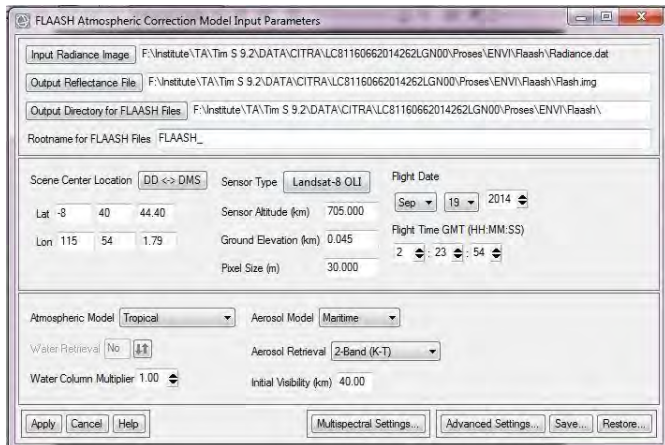 FLAASH Atmospheric Correction Model Input Parameters
Input Radiance Image F:\Institute\TA\Tim S 9.2\DATA\CITRA\LC81160662014262LGN00\Proses\ENVI\Flaash\Radiance.dat
Output Reflectance File F:\Institute\TA\Tim S 9.2\DATA\CITRA\LC81160662014262LGN00\Proses\ENVI\Flaash\Flash.img
Output Directory for FLAASH Files F:\Institute\TA\Tim S 9.2\DATA\CITRA\LC81160662014262LGN00\Proses\ENVI\Flaash\
Rootname for FLAASH Files FLAASH_
Scene Center Location DD <-> DMS
Lat -8 40 44.40
Lon 115 54 1.79
Sensor Type Landsat-8 OLI
Sensor Altitude (km) 705.000
Ground Elevation (km) 0.045
Pixel Size (m) 30.000
Flight Date
Sep 19 2014
Flight Time GMT (HH:MM:SS)
2 : 23 : 54
Atmospheric Model Tropical
Water Retrieval No
Water Column Multiplier 1.00
Aerosol Model Maritime
Aerosol Retrieval 2-Band (K-T)
Initial Visibility (km) 40.00
Apply Cancel Help Multispectral Settings... Advanced Settings... Save... Restore...